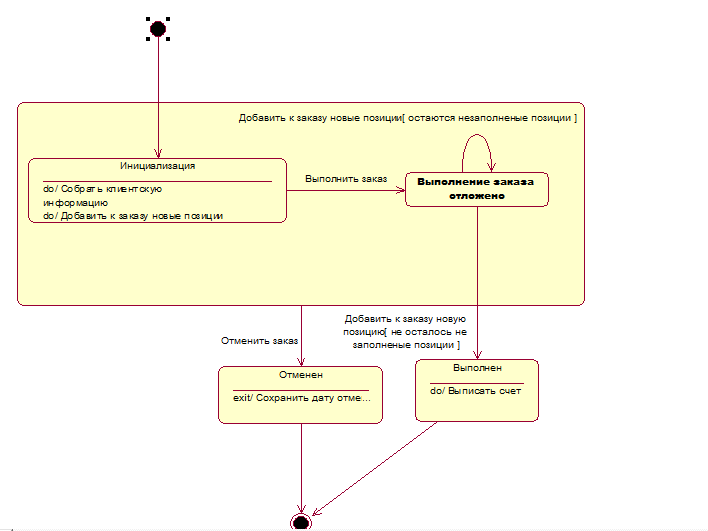 Добавить к заказу новые позиции[ остаются незаполненые позиции ]
Инициализация
do/ Собрать клиентскую
информацию
do/ Добавить к заказу новые позиции
Выполнить заказ
Выполнение заказа
отложено
Отменить заказ
Добавить к заказу новую
позицию[ не осталось не
заполненые позиции ]
Отменен
exit/ Сохранить дату отме...
Выполнен
do/ Выписать счет